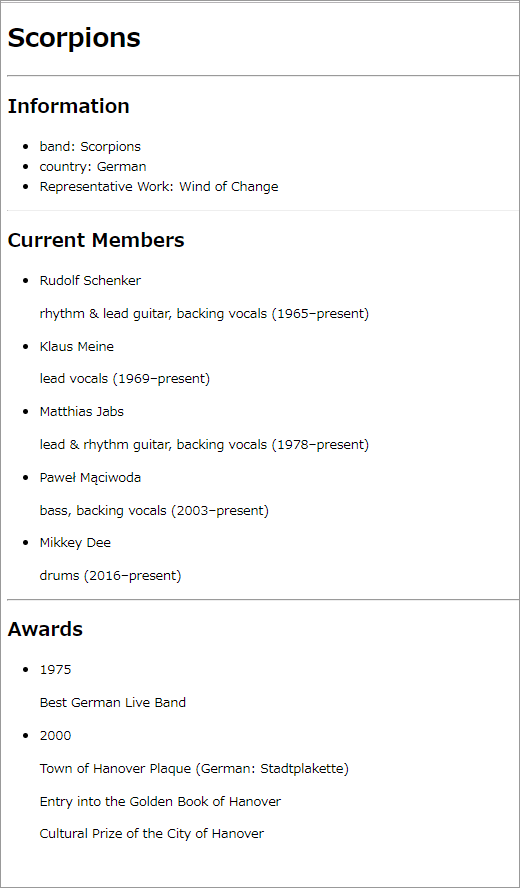 Scorpions
Information
band: Scorpions
country: German
Representative Work: Wind of Change
Current Members
Rudolf Schenker
rhythm & lead guitar, backing vocals (1965–present)
Klaus Meine
lead vocals (1969–present)
Matthias Jabs
lead & rhythm guitar, backing vocals (1978–present)
Paweł Mąciwoda
bass, backing vocals (2003–present)
Mikkey Dee
drums (2016–present)
Awards
1975
Best German Live Band
2000
Town of Hanover Plaque (German: Stadtplakette)
Entry into the Golden Book of Hanover
Cultural Prize of the City of Hanover